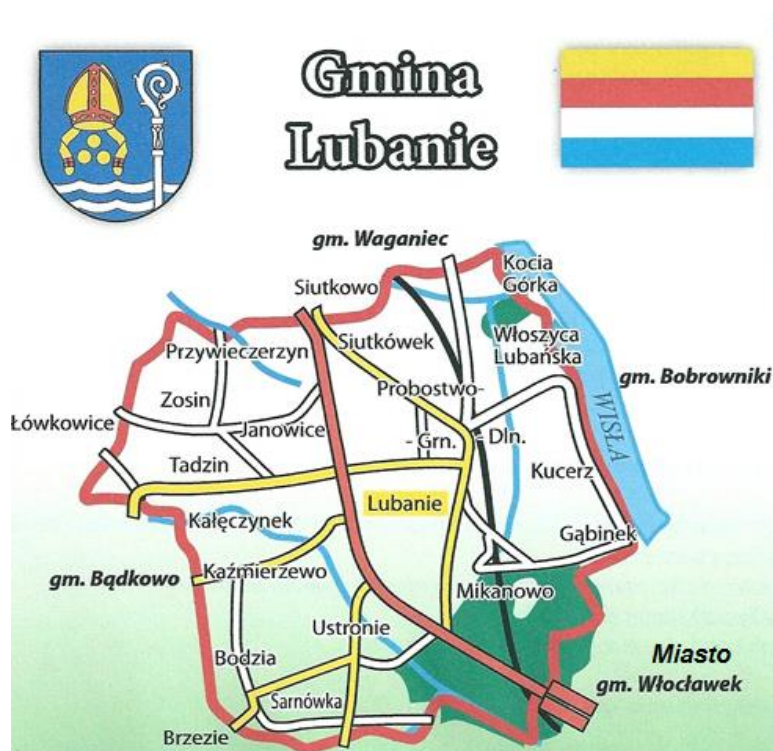 Gmina
Lubanie
gm. Waganiec
Kocia
Górka
Siutkowo
Siutkówek
Włoszyca
Lubańska
Przywieczerzyn
gm. Bobrowniki
Probostwo-
Zosin
WISŁA
Łówkowice
Janowice
- Grn.
- Dln.
Tadzin
Kucerz
Lubanie
Kałęczynek
Gąbinek
gm. Bądkowo
Kaźmierzewo
Mikanowo
Ustronie
Bodzia
Miasto
gm. Włocławek
Sarnówka
Brzezie